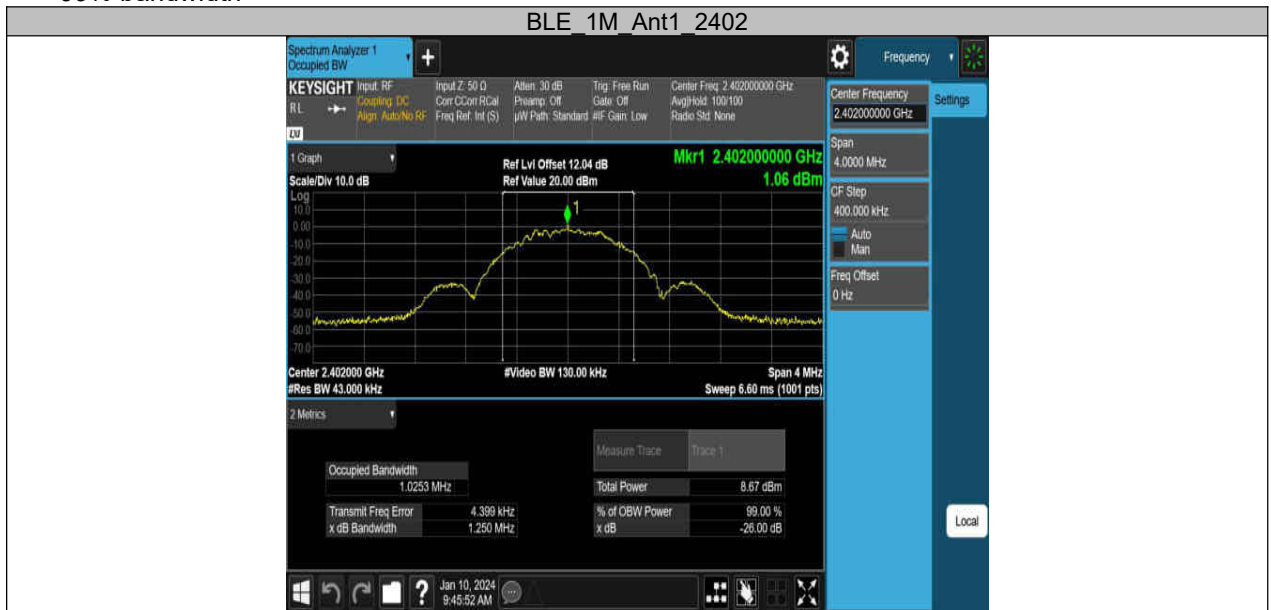 BLE_1M_Ant1_2402
Spectrum Analyzer 1
Occupied BW
+
Frequency
KEYSIGHT
RL
LXI
Input: RF
Coupling: DC
Align: Auto/No RF
Input Z: 50 Ω
Corr CCorr RCal
Freq Ref: Int (S)
Atten: 30 dB
Preamp: Off
µW Path: Standard
Trig: Free Run
Gate: Off
#IF Gain: Low
Center Freq: 2.402000000 GHz
Avg|Hold: 100/100
Radio Std: None
Center Frequency
2.402000000 GHz
Settings
Span
4.0000 MHz
CF Step
400.000 kHz
Auto
Man
Freq Offset
0 Hz
1 Graph
Scale/Div 10.0 dB
Ref Lvl Offset 12.04 dB
Ref Value 20.00 dBm
Mkr1 2.402000000 GHz
1.06 dBm
Log
10.0
0.00
-10.0
-20.0
-30.0
-40.0
-50.0
-60.0
-70.0
1
Center 2.402000 GHz
#Res BW 43.000 kHz
#Video BW 130.00 kHz
Span 4 MHz
Sweep 6.60 ms (1001 pts)
2 Metrics
Measure Trace Trace 1
Occupied Bandwidth
1.0253 MHz
Total Power 8.67 dBm
Transmit Freq Error 4.399 kHz
% of OBW Power 99.00 %
x dB Bandwidth 1.250 MHz
x dB -26.00 dB
Local
?
Jan 10, 2024
9:45:52 AM